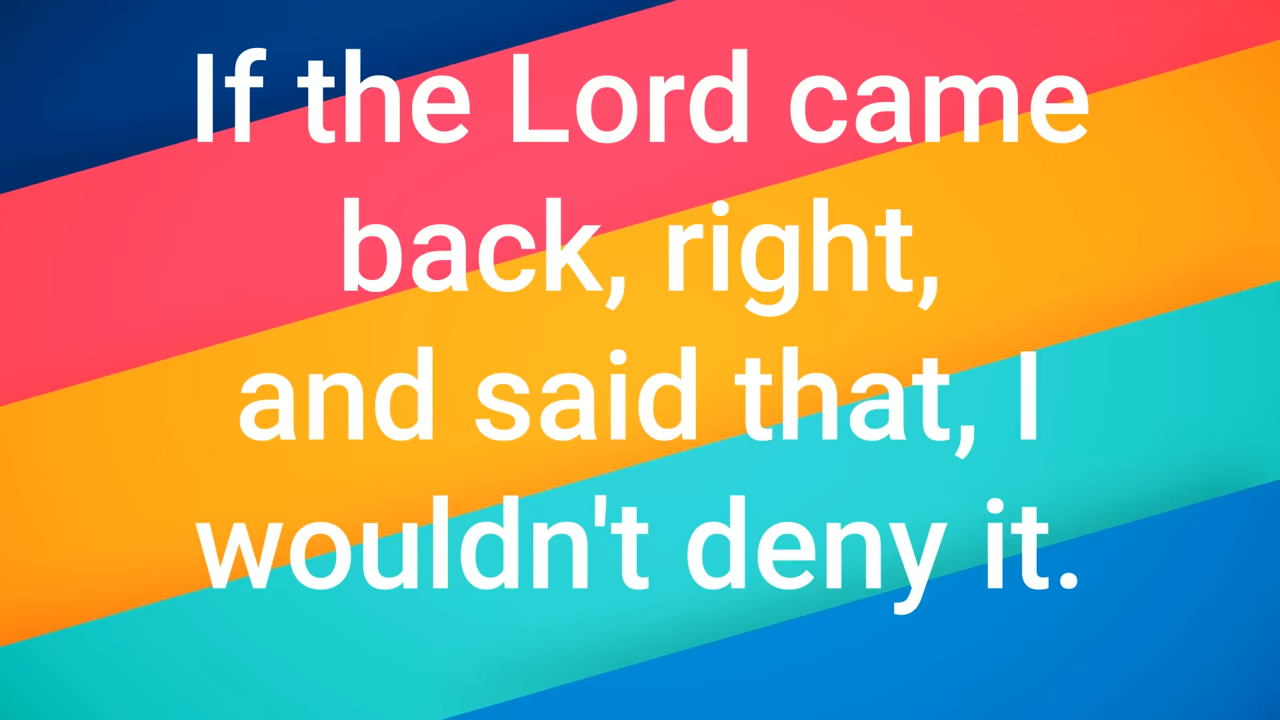 If the Lord came
back, right,
and said that, I
wouldn't deny it.